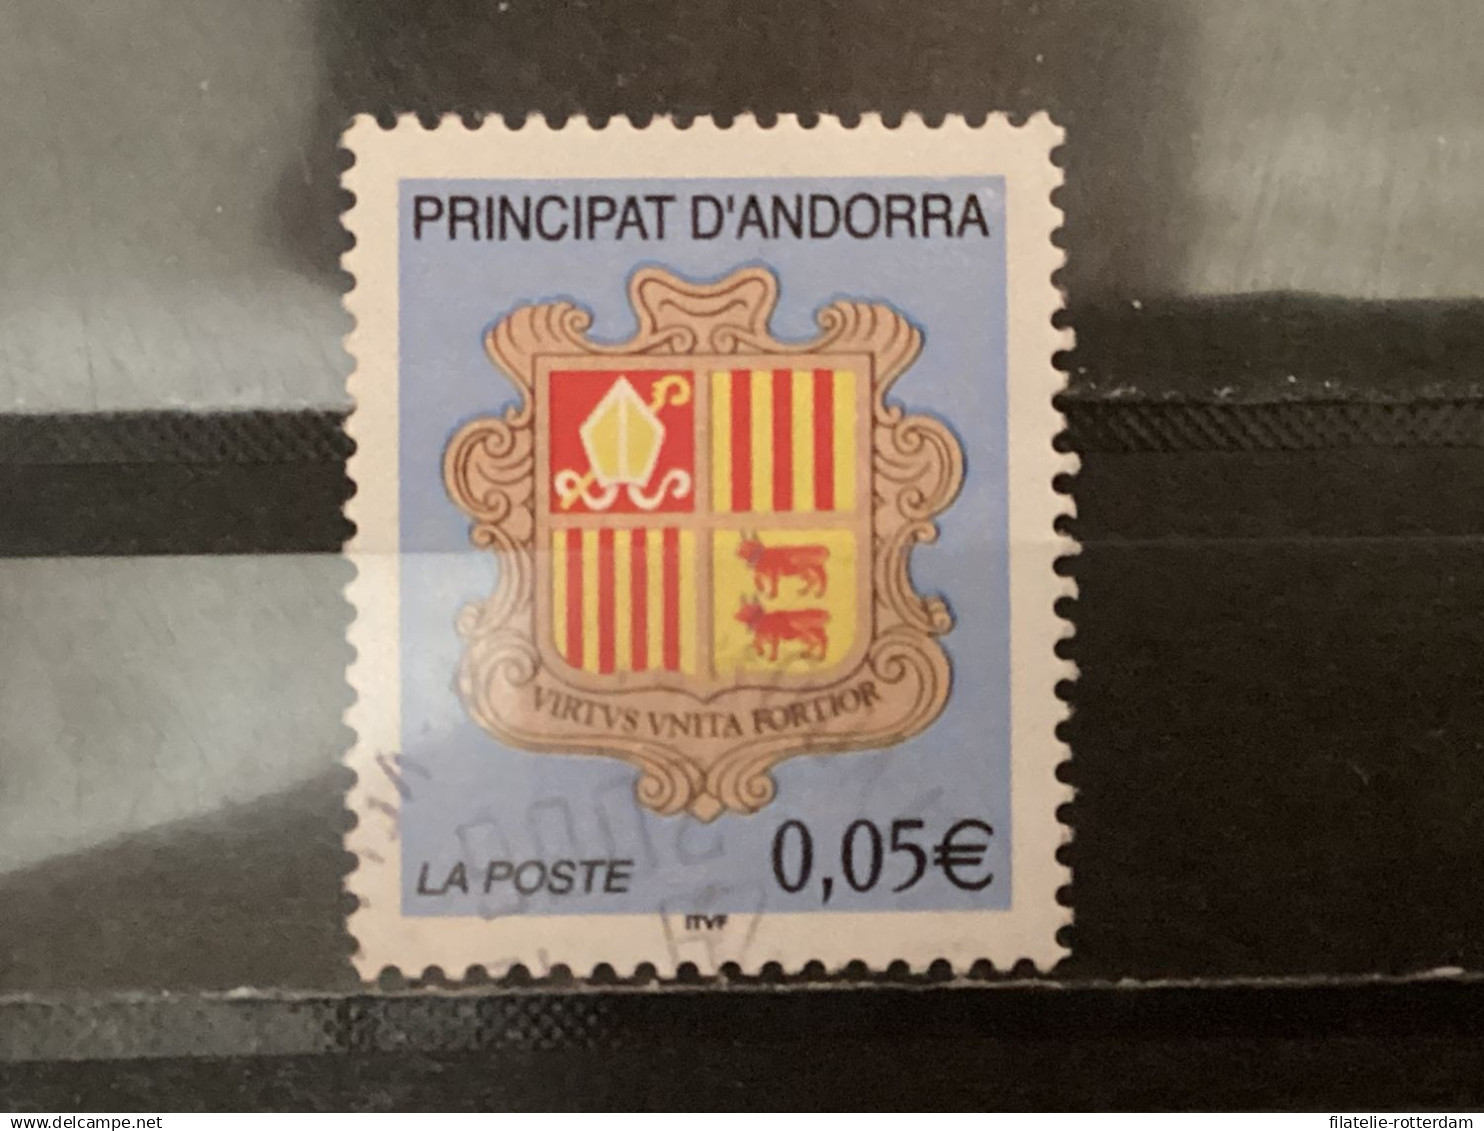 PRINCIPAT D'ANDORRA
VIRTVS VNITA FORTIOR
LA POSTE
0,05€
ITVF
www.delcampe.net
filatelie-rotterdam